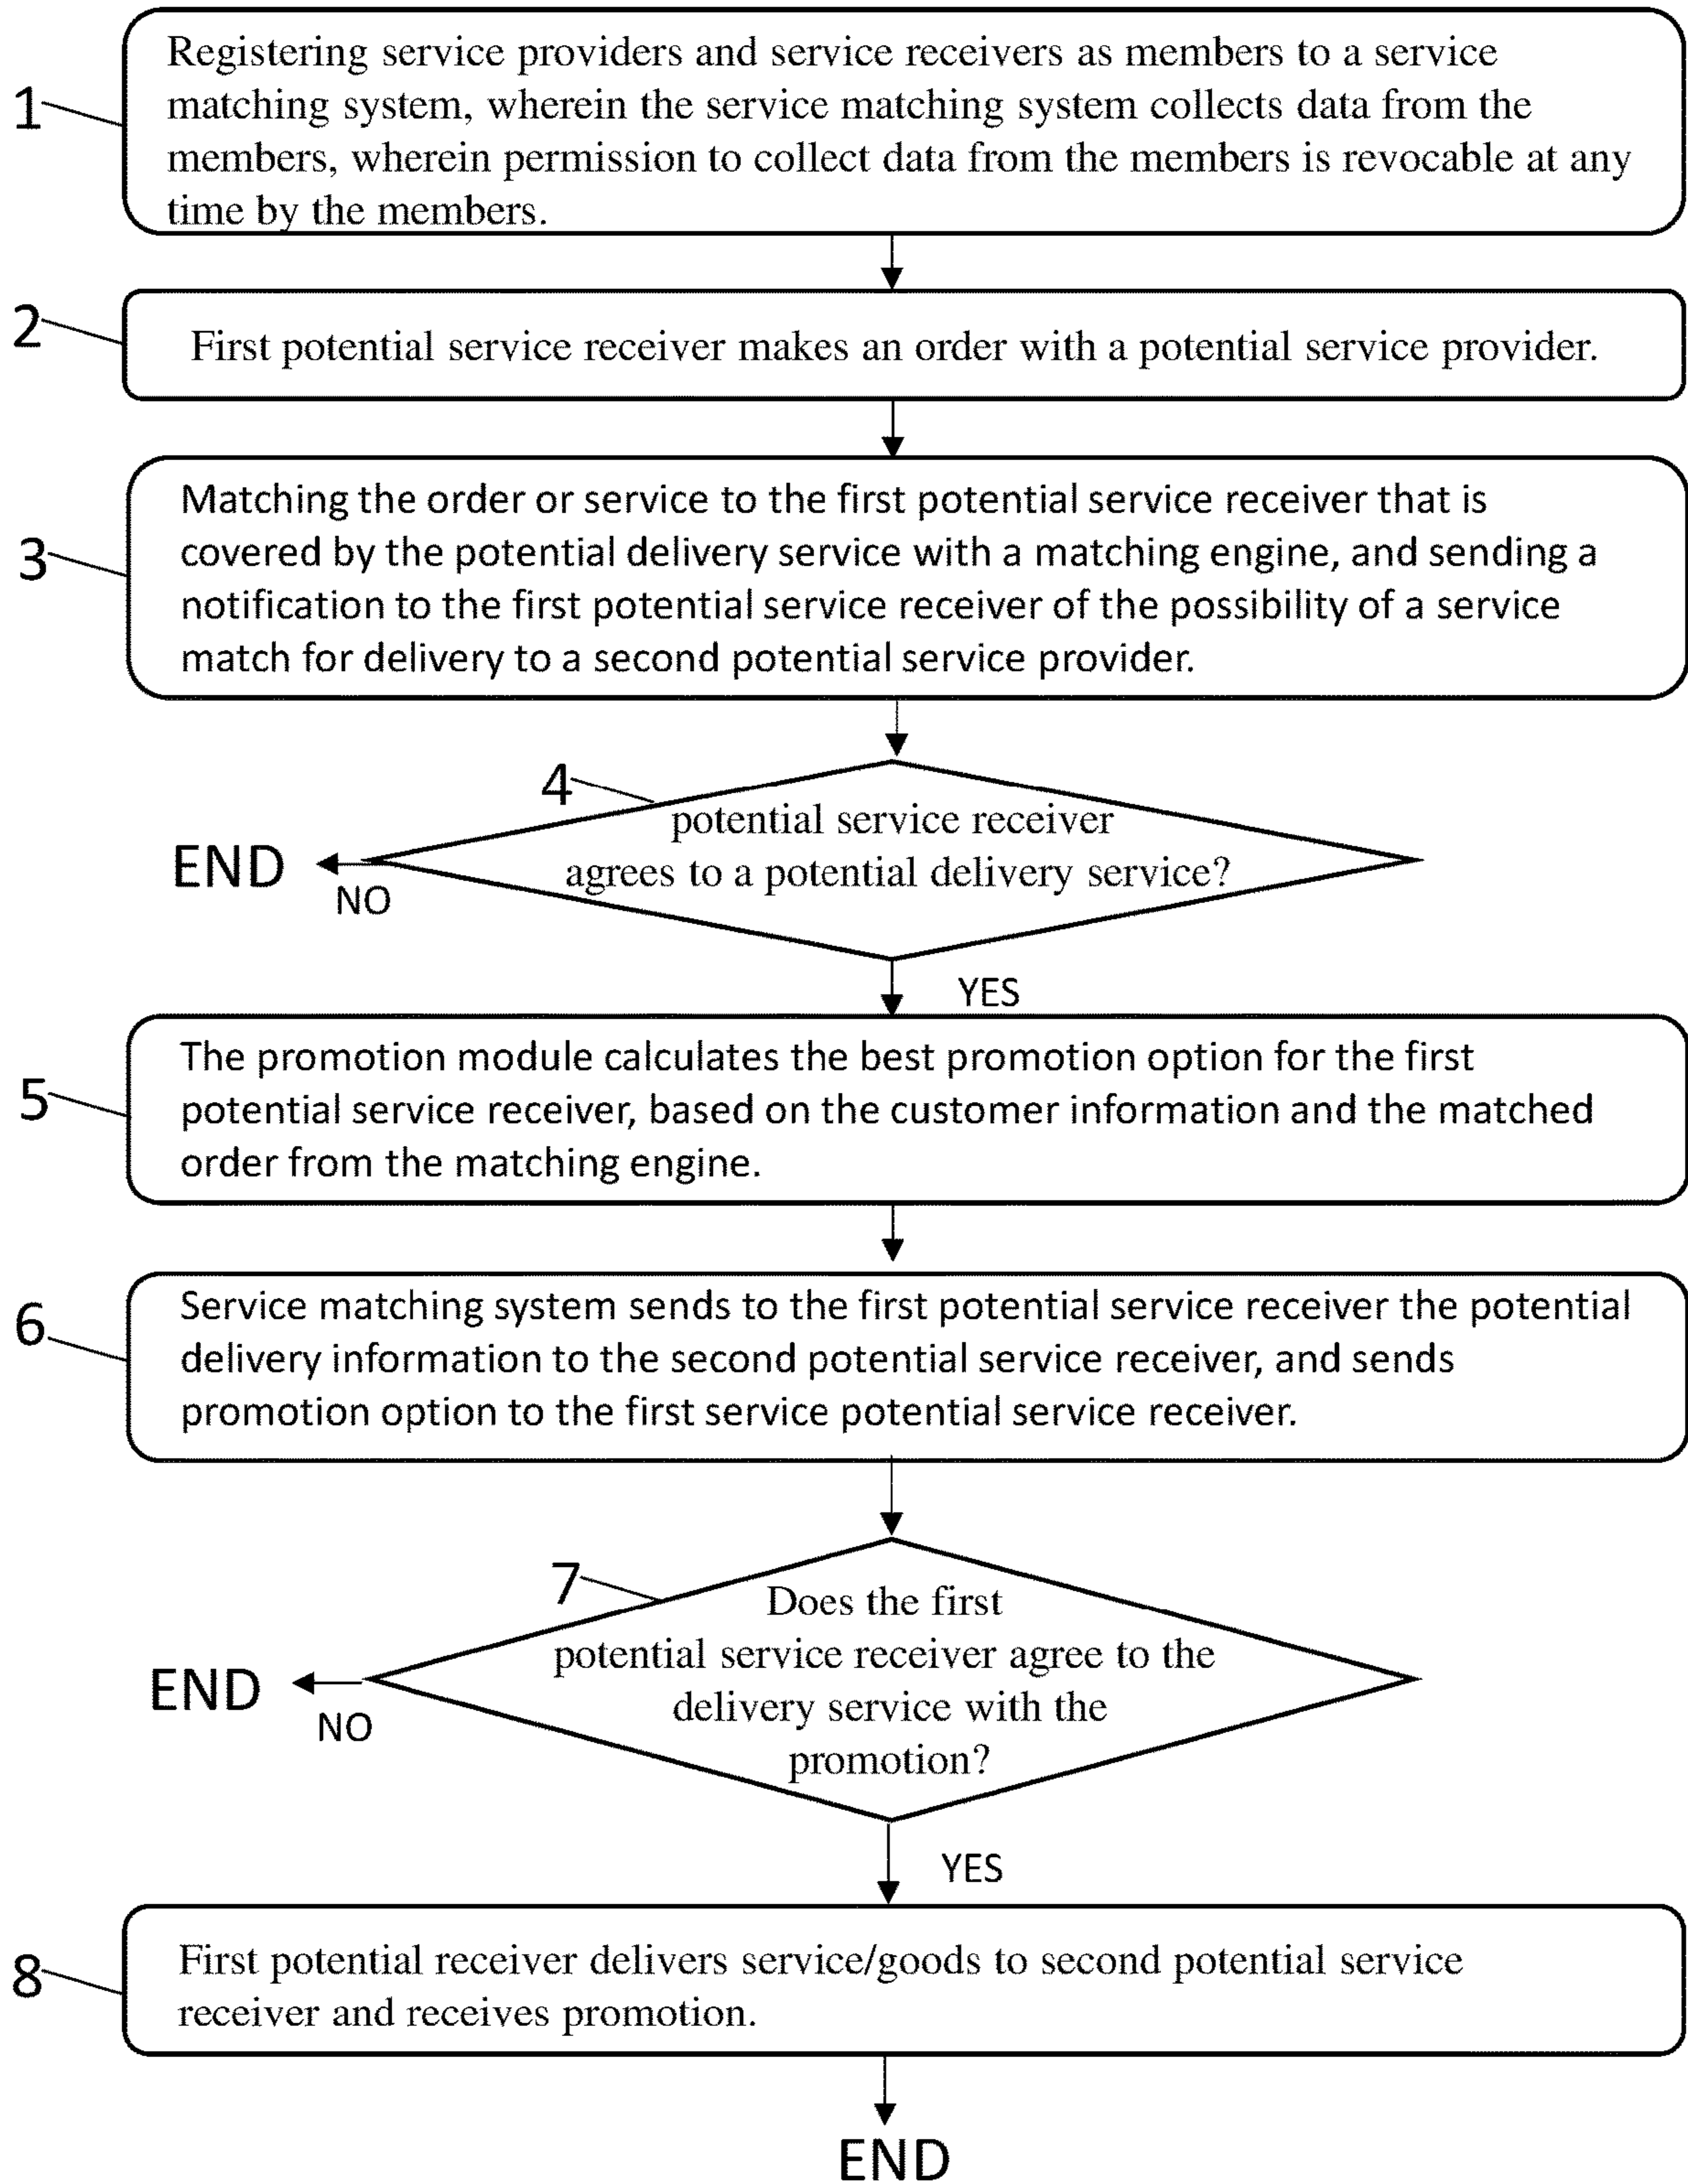 Registering service providers and service receivers as members to a service
1
matching system, wherein the service matching system collects data from the
members, wherein permission to collect data from the members is revocable at any
time by the members.
2
First potential service receiver makes an order with a potential service provider.
Matching the order or service to the first potential service receiver that is
3
covered by the potential delivery service with a matching engine, and sending a
notification to the first potential service receiver of the possibility of a service
match for delivery to a second potential service provider.
4
potential service receiver
agrees to a potential delivery service?
END
NO
YES
The promotion module calculates the best promotion option for the first
5
potential service receiver, based on the customer information and the matched
order from the matching engine.
Service matching system sends to the first potential service receiver the potential
6
delivery information to the second potential service receiver, and sends
promotion option to the first service potential service receiver.
7
Does the first
potential service receiver agree to the
delivery service with the
promotion?
END
NO
YES
First potential receiver delivers service/goods to second potential service
8
receiver and receives promotion.
END